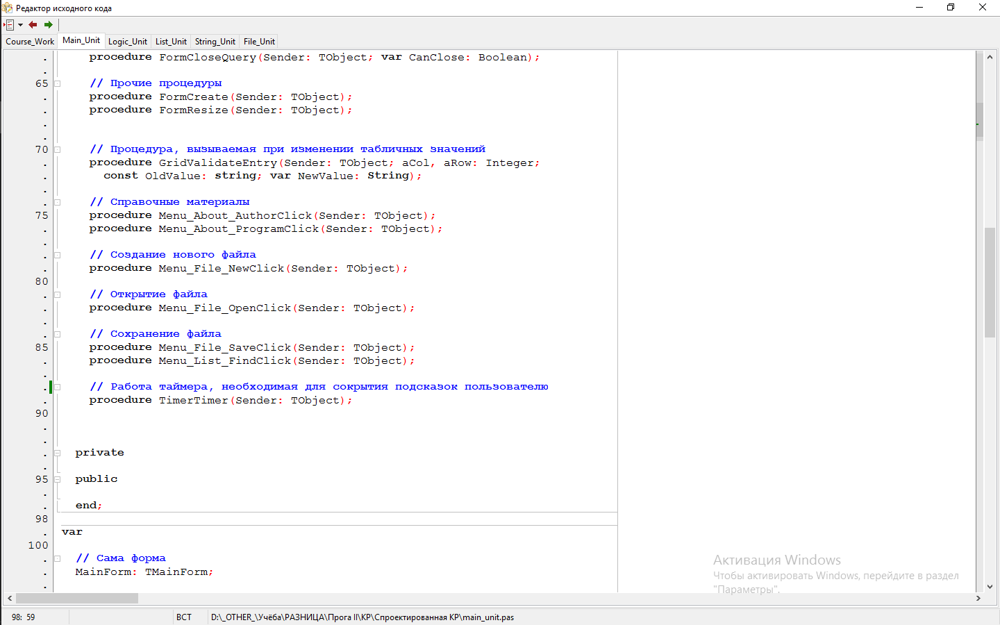 Редактор исходного кода
Course_Work Main_Unit Logic_Unit List_Unit String_Unit File_Unit
procedure FormCloseQuery(Sender: TObject; var CanClose: Boolean);
65 // Прочие процедуры
procedure FormCreate(Sender: TObject);
procedure FormResize(Sender: TObject);
70 // Процедура, вызываемая при изменении табличных значений
procedure GridValidateEntry(Sender: TObject; aCol, aRow: Integer;
const OldValue: string; var NewValue: String);
// Справочные материалы
75 procedure Menu_About_AuthorClick(Sender: TObject);
procedure Menu_About_ProgramClick(Sender: TObject);
// Создание нового файла
procedure Menu_File_NewClick(Sender: TObject);
80
// Открытие файла
procedure Menu_File_OpenClick(Sender: TObject);
// Сохранение файла
85 procedure Menu_File_SaveClick(Sender: TObject);
procedure Menu_List_FindClick(Sender: TObject);
// Работа таймера, необходимая для сокрытия подсказок пользователю
procedure TimerTimer(Sender: TObject);
90
private
95 public
end;
98
var
100
// Сама форма
MainForm: TMainForm;
Активация Windows
Чтобы активировать Windows, перейдите в раздел
"Параметры".
98: 59 ВСТ D:\_OTHER_\Учёба\РАЗНИЦА\Прога II\КР\Спроектированная КР\main_unit.pas